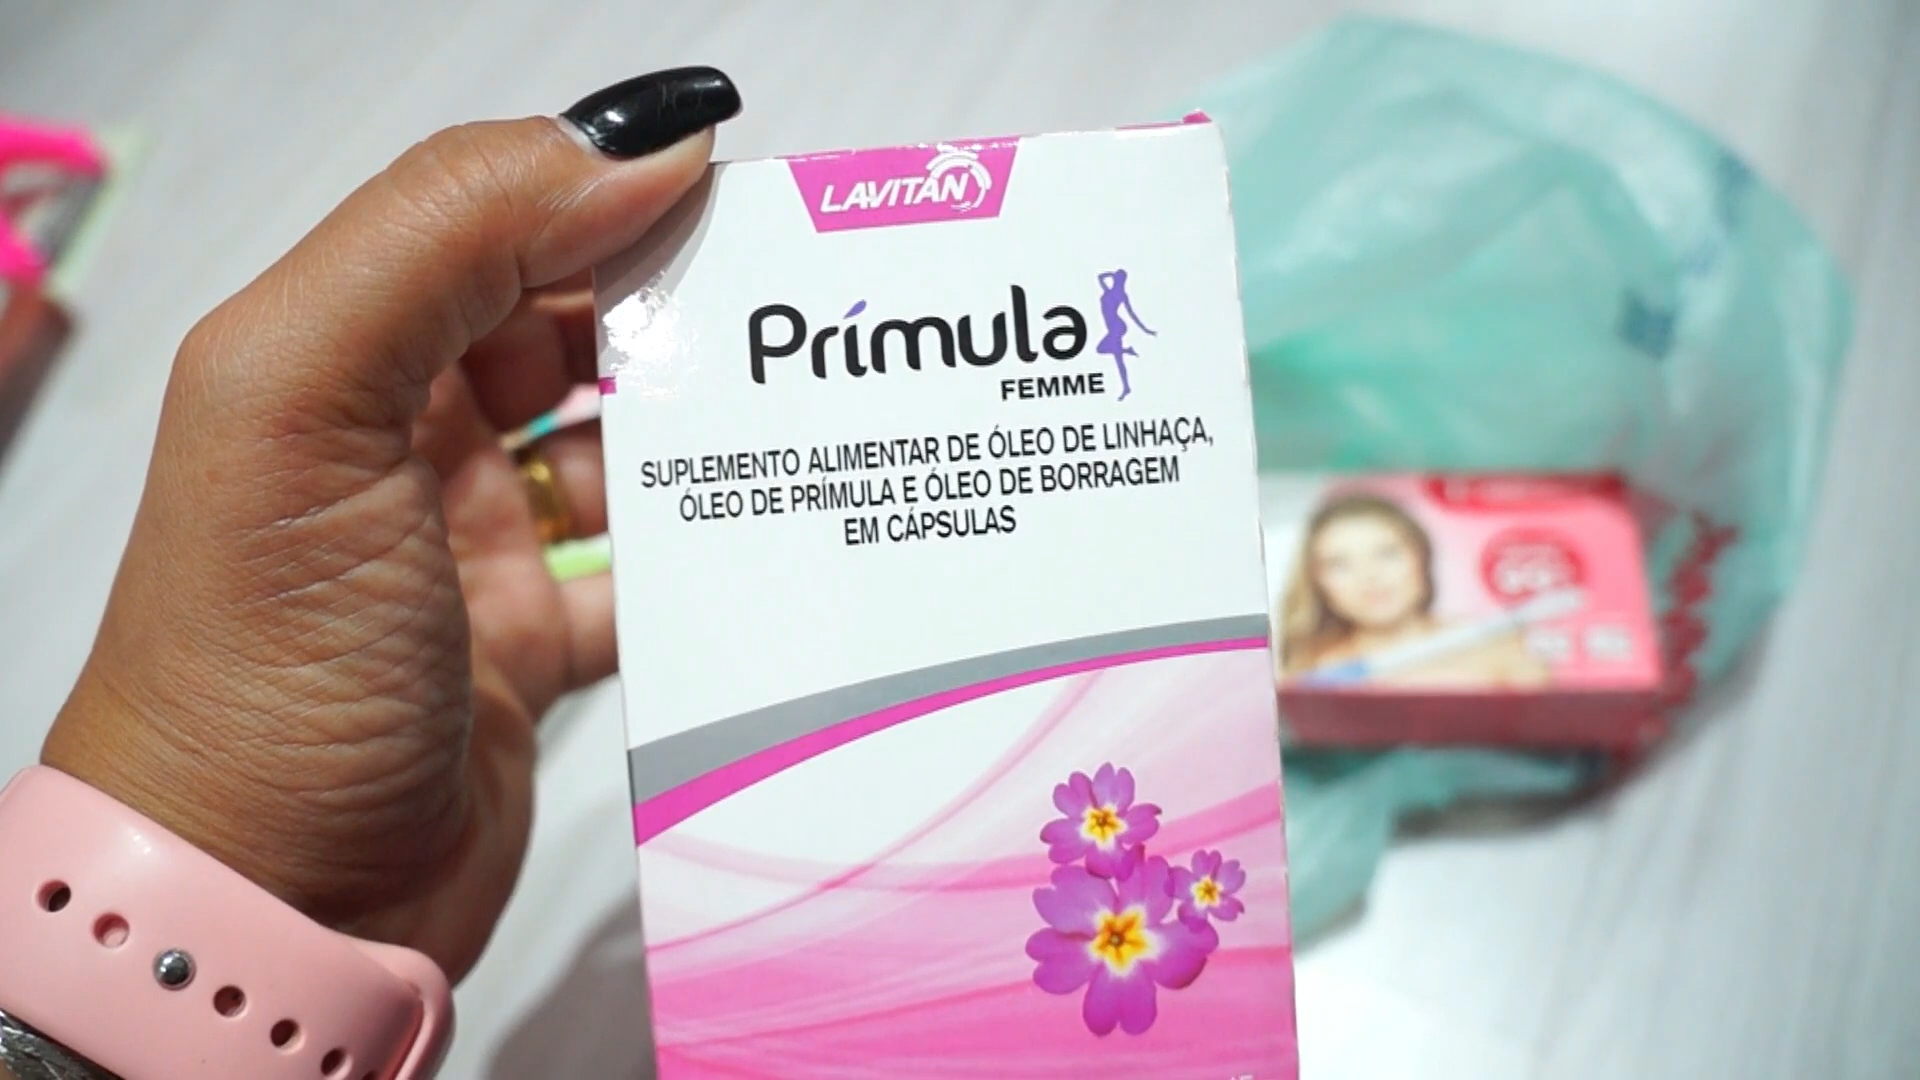 LAVITAN
Prímula
FEMME
SUPLEMENTO ALIMENTAR DE ÓLEO DE LINHAÇA,
ÓLEO DE PRÍMULA E ÓLEO DE BORRAGEM
EM CÁPSULAS